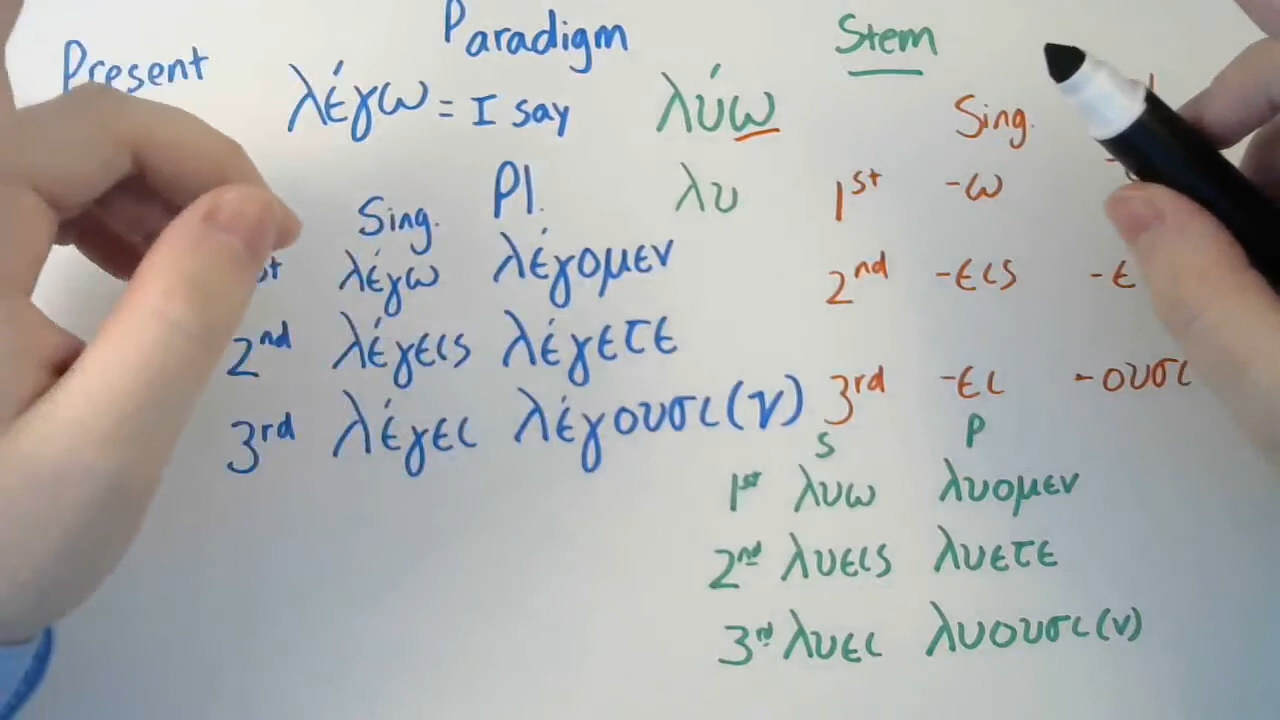 Present
Paradigm
Stem
λέγω = I say
λύω
λυ
Sing. Pl.
λέγω λέγομεν
2nd λέγεις λέγετε
3rd λέγει λέγουσι(ν)
Sing.
1st -ω
2nd -εις -ε
3rd -ει -ουσι
S P
1st λυω λυομεν
2nd λυεις λυετε
3rd λυει λυουσι(ν)